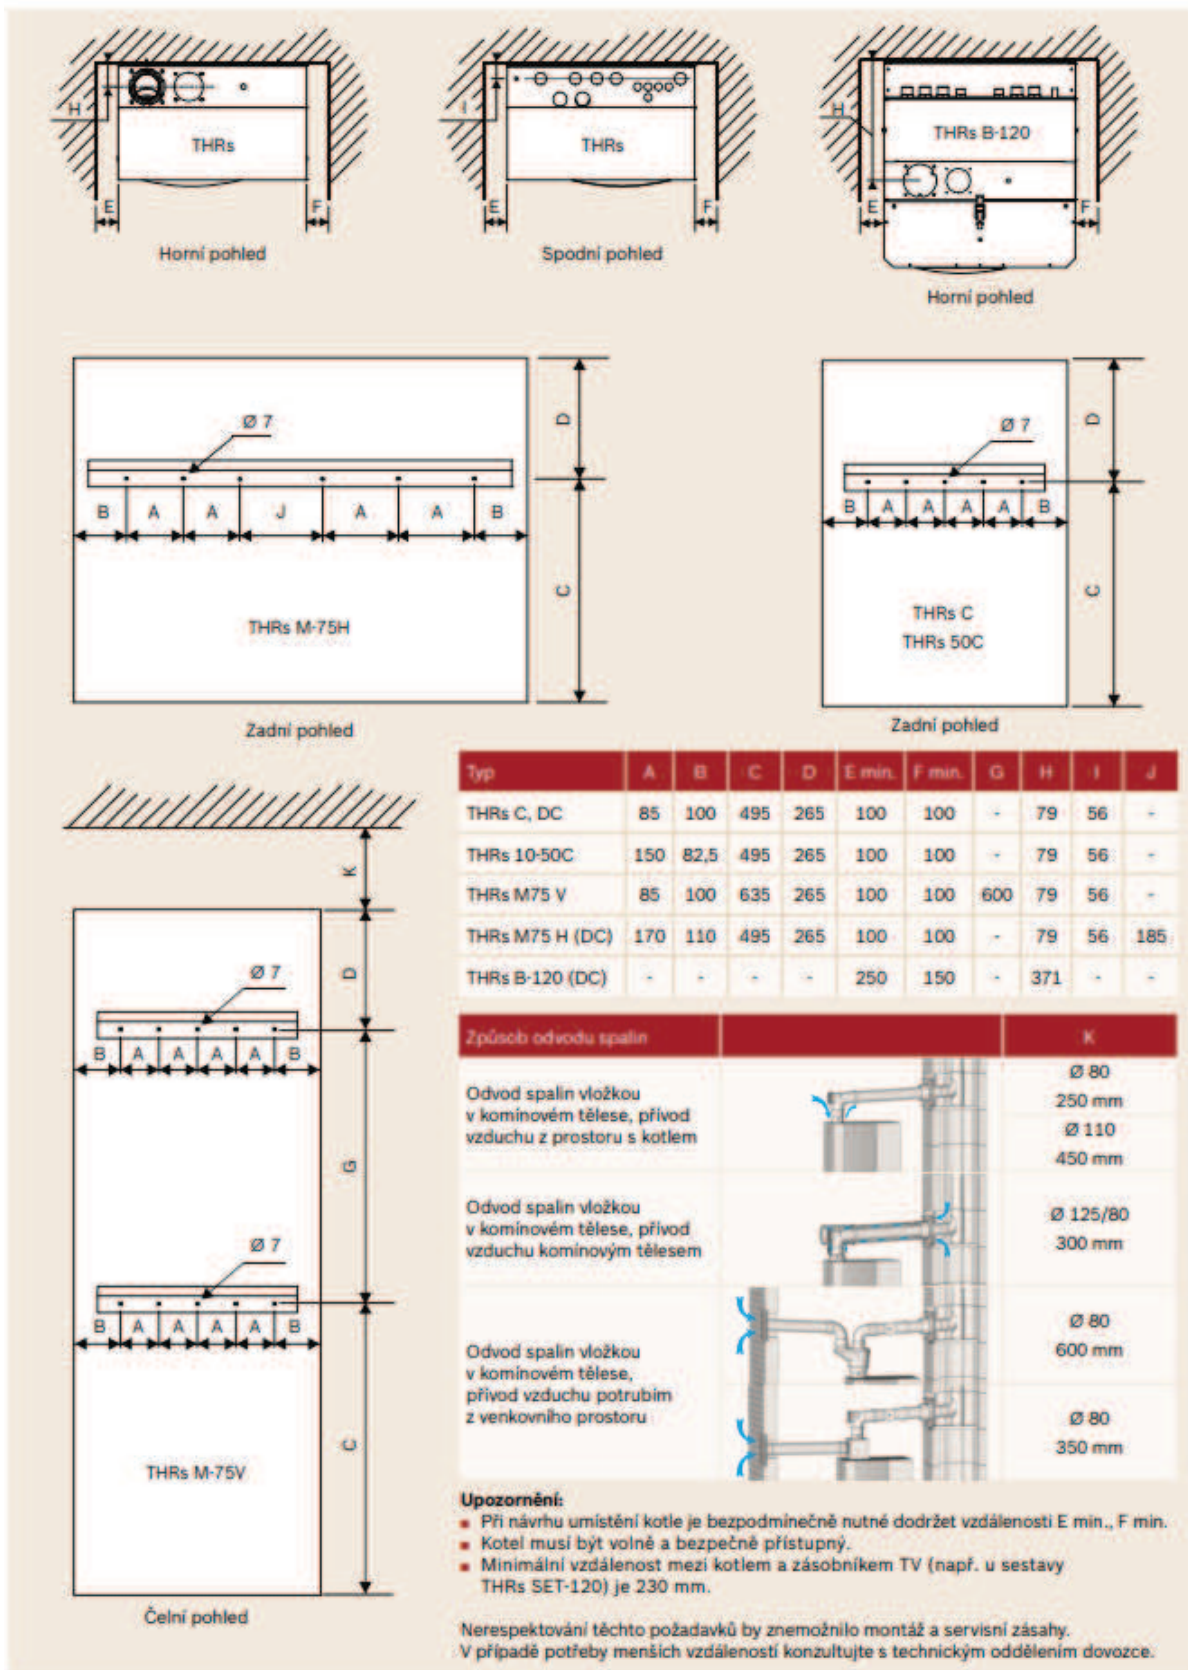 H
THRs
E
F
Horní pohled
I
THRs
E
F
Spodní pohled
H
THRs B-120
E
F
Horní pohled
Ø 7
B A A J A A B
D
C
THRs M-75H
Zadní pohled
Ø 7
B A A A A B
D
C
THRs C
THRs 50C
Zadní pohled
K
D
Ø 7
B A A A A B
G
Ø 7
B A A A A B
C
THRs M-75V
Čelní pohled
Typ A B C D E min. F min. G H I J
THRs C, DC 85 100 495 265 100 100 - 79 56 -
THRs 10-50C 150 82,5 495 265 100 100 - 79 56 -
THRs M75 V 85 100 635 265 100 100 600 79 56 -
THRs M75 H (DC) 170 110 495 265 100 100 - 79 56 185
THRs B-120 (DC) - - - - 250 150 - 371 - -
Způsob odvodu spalin K
Odvod spalin vložkou
v komínovém tělese, přívod
vzduchu z prostoru s kotlem
Ø 80
250 mm
Ø 110
450 mm
Odvod spalin vložkou
v komínovém tělese, přívod
vzduchu komínovým tělesem
Ø 125/80
300 mm
Odvod spalin vložkou
v komínovém tělese,
přívod vzduchu potrubím
z venkovního prostoru
Ø 80
600 mm
Ø 80
350 mm
Upozornění:
▪ Při návrhu umístění kotle je bezpodmínečně nutné dodržet vzdálenosti E min., F min.
▪ Kotel musí být volně a bezpečně přístupný.
▪ Minimální vzdálenost mezi kotlem a zásobníkem TV (např. u sestavy
THRs SET-120) je 230 mm.
Nerespektování těchto požadavků by znemožnilo montáž a servisní zásahy.
V případě potřeby menších vzdáleností konzultujte s technickým oddělením dovozce.